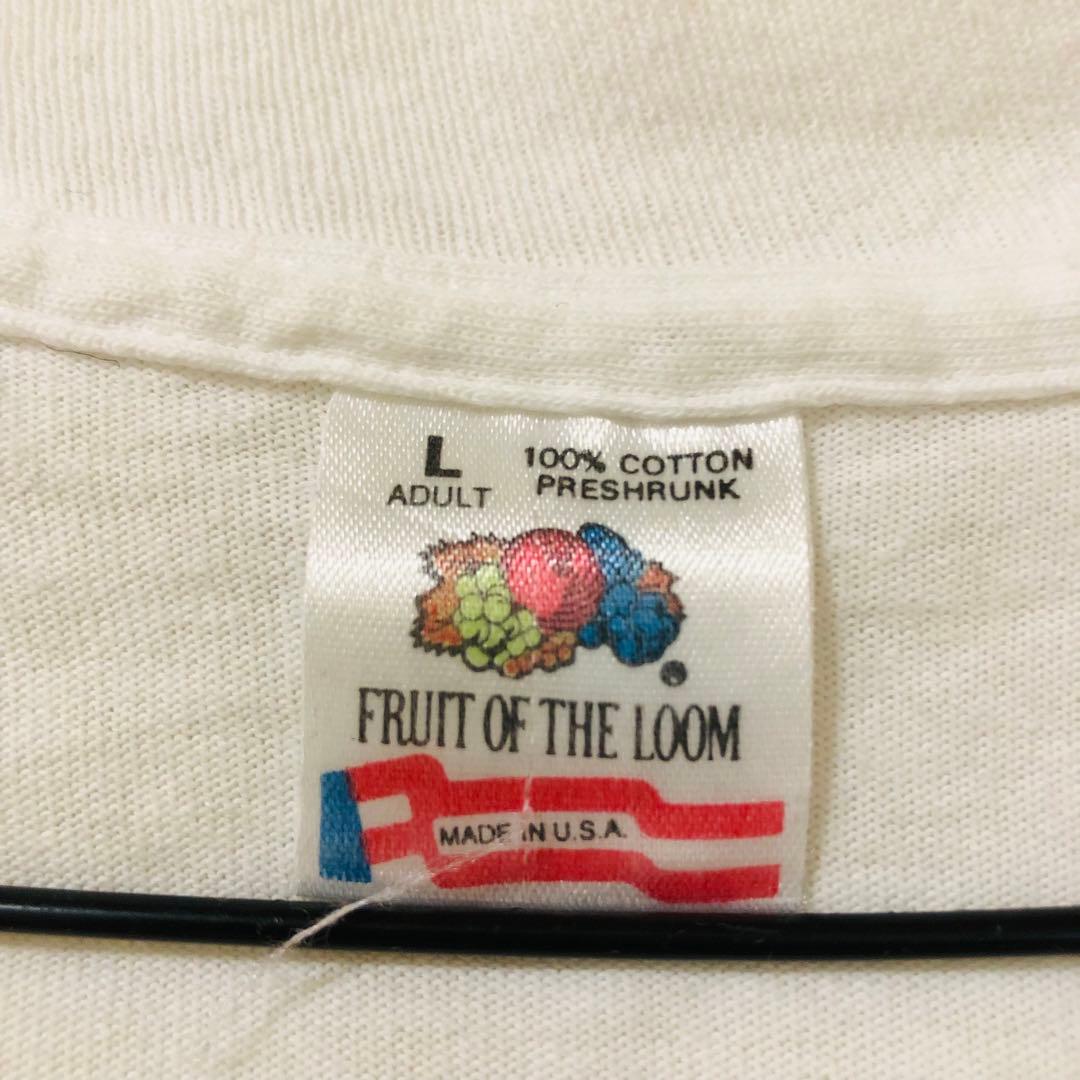 L
ADULT
100% COTTON
PRESHRUNK
®
FRUIT OF THE LOOM
MADE IN U.S.A.